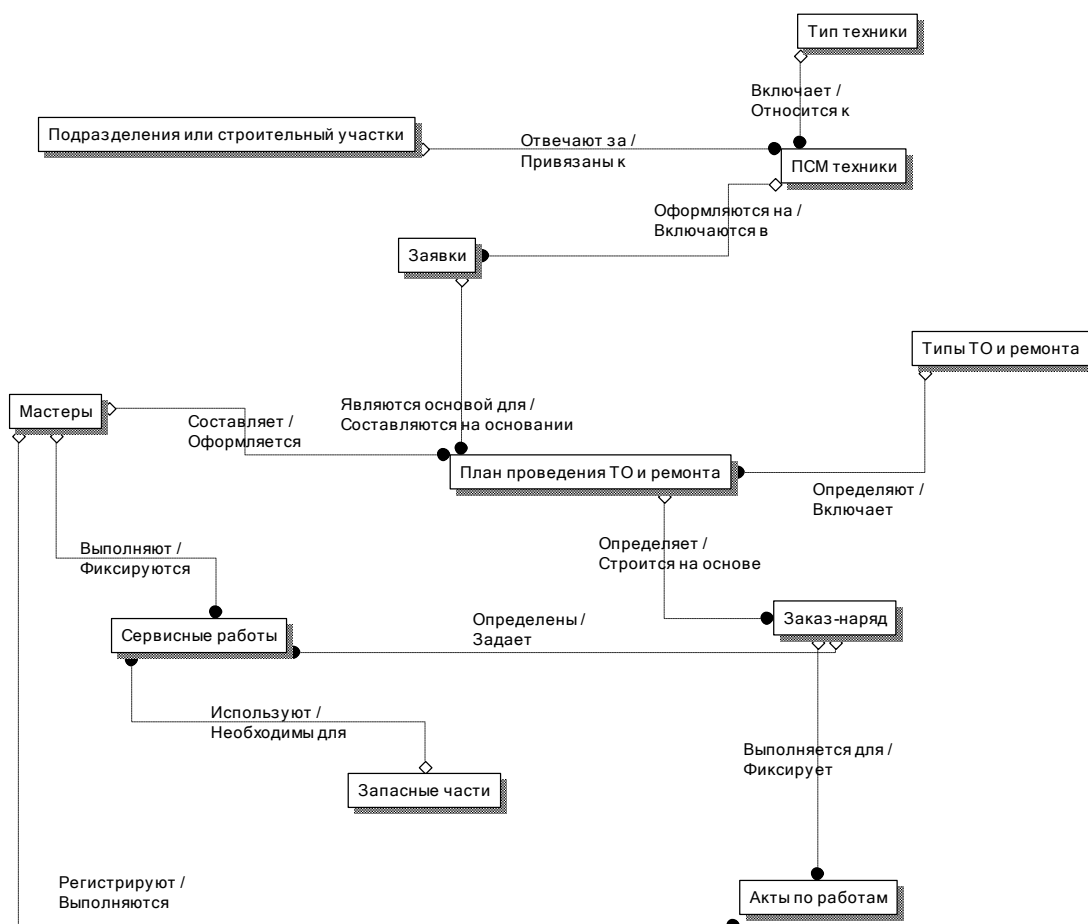 Тип техники
Включает /
Относится к
Подразделения или строительный участки
Отвечают за /
Привязаны к
ПСМ техники
Оформляются на /
Включаются в
Заявки
Типы ТО и ремонта
Мастеры
Составляет /
Оформляется
Являются основой для /
Составляются на основании
План проведения ТО и ремонта
Определяют /
Включает
Выполняют /
Фиксируются
Определяет /
Строится на основе
Сервисные работы
Определены /
Задает
Заказ-наряд
Используют /
Необходимы для
Выполняется для /
Фиксирует
Запасные части
Регистрируют /
Выполняются
Акты по работам